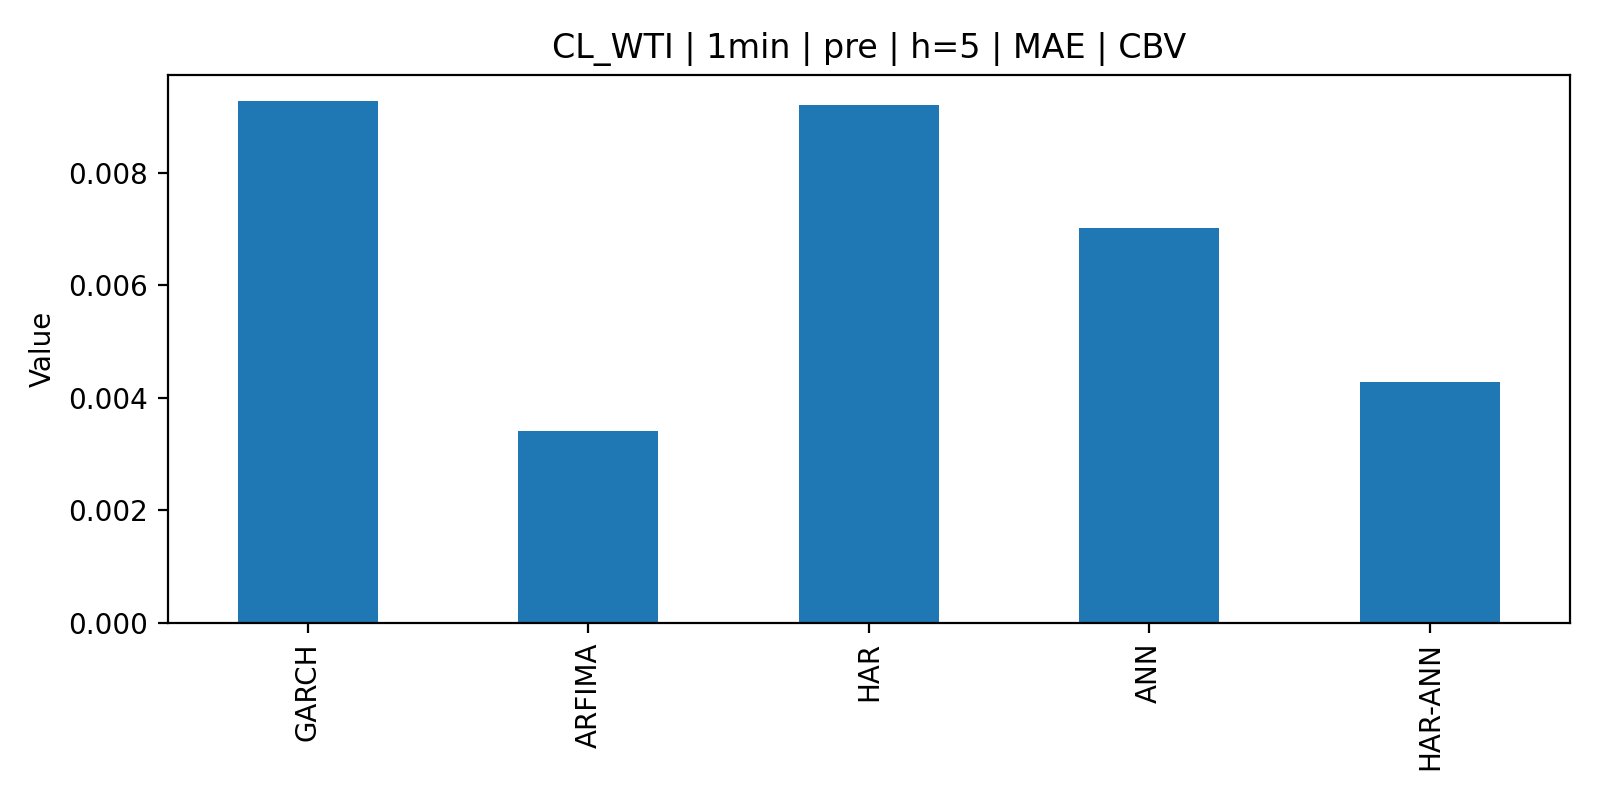 CL_WTI | 1min | pre | h=5 | MAE | CBV
Value
0.008
0.006
0.004
0.002
0.000
GARCH
ARFIMA
HAR
ANN
HAR-ANN